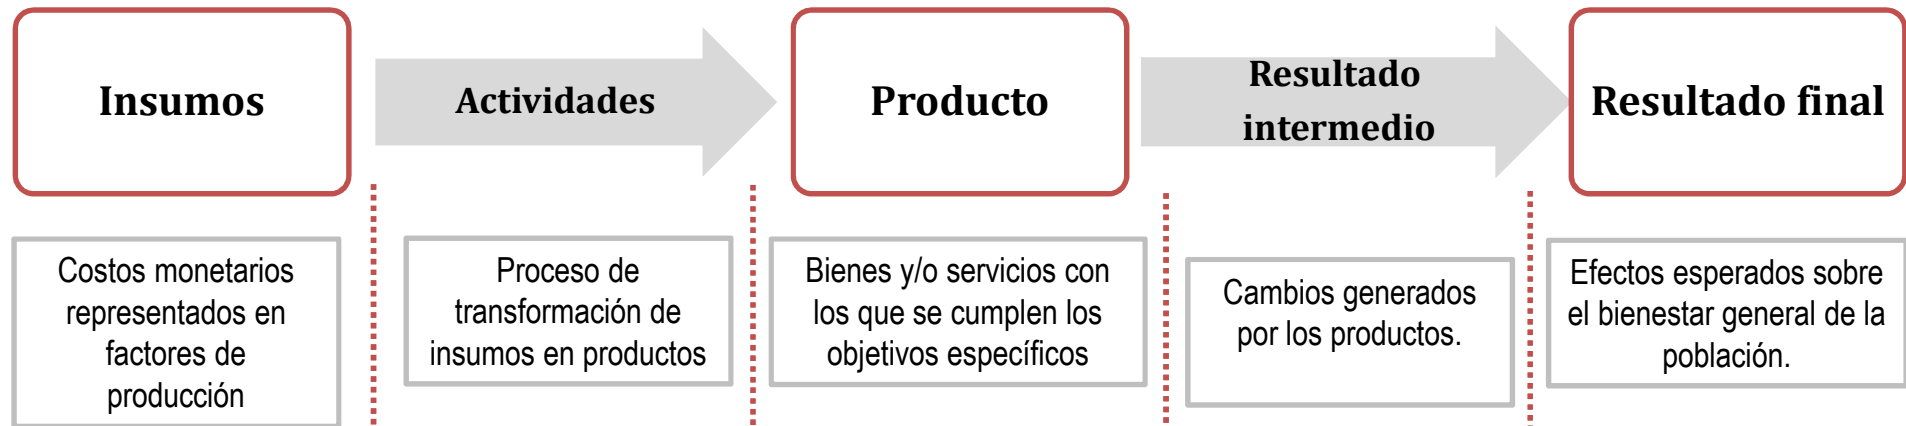 Insumos
Actividades
Producto
Resultado
intermedio
Resultado final
Costos monetarios
representados en
factores de
producción
Proceso de
transformación de
insumos en productos
Bienes y/o servicios con
los que se cumplen los
objetivos específicos
Cambios generados
por los productos.
Efectos esperados sobre
el bienestar general de la
población.